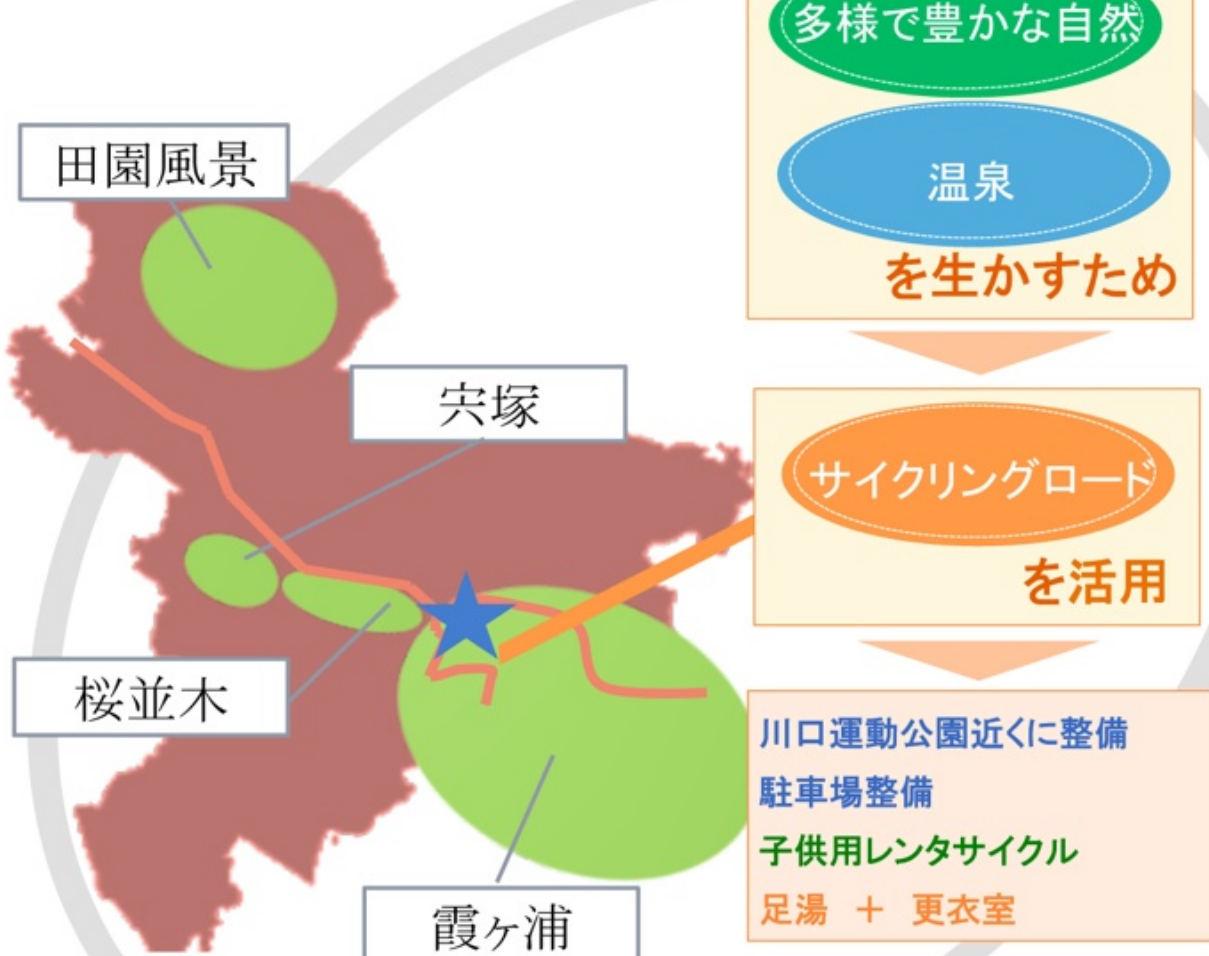 多様で豊かな自然
温泉
を生かすため
田園風景
宍塚
サイクリングロード
を活用
桜並木
霞ヶ浦
川口運動公園近くに整備
駐車場整備
子供用レンタサイクル
足湯 ＋ 更衣室